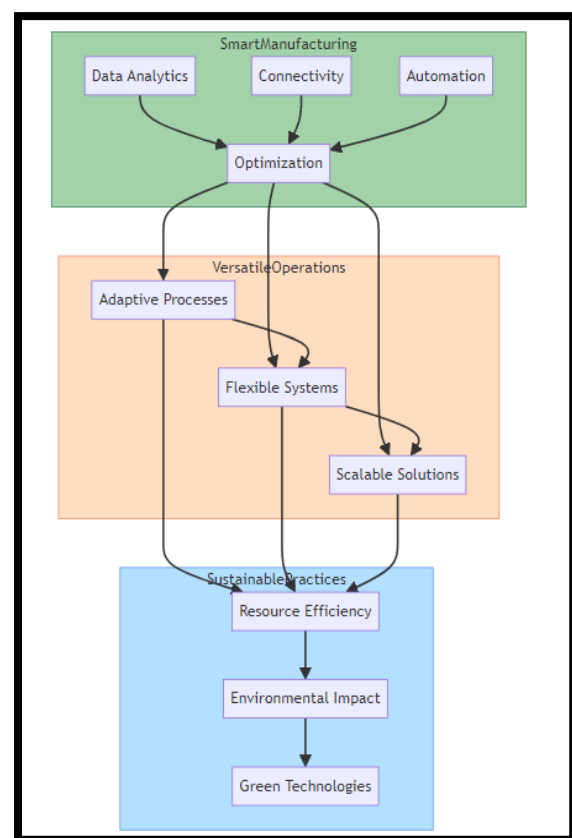 SmartManufacturing
Data Analytics
Connectivity
Automation
Optimization
VersatileOperations
Adaptive Processes
Flexible Systems
Scalable Solutions
SustainablePractices
Resource Efficiency
Environmental Impact
Green Technologies